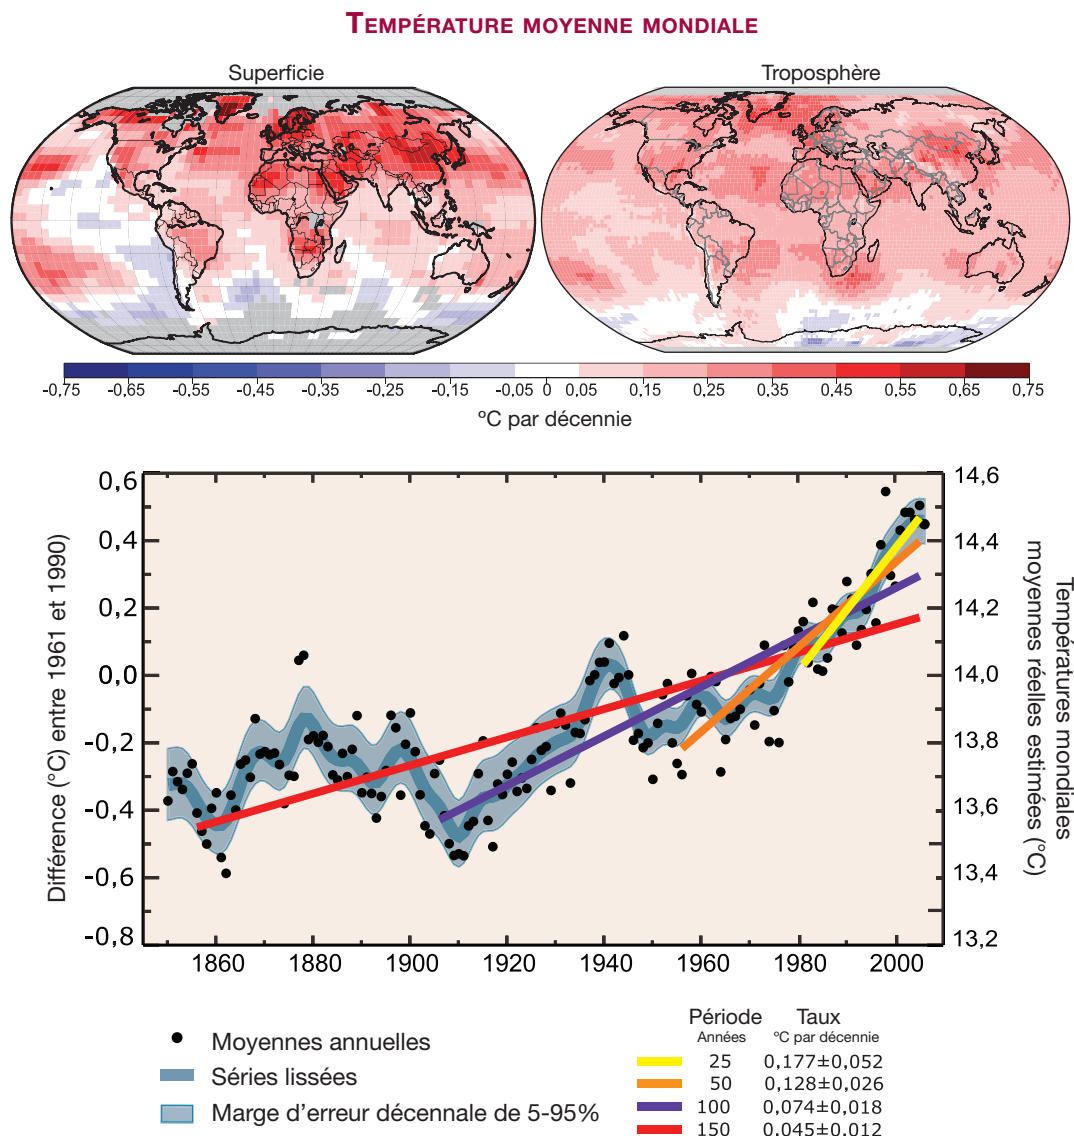 Température moyenne mondiale
Superficie
Troposphère
-0,75 -0,65 -0,55 -0,45 -0,35 -0,25 -0,15 -0,05 0 0,05 0,15 0,25 0,35 0,45 0,55 0,65 0,75
ºC par décennie
Différence (°C) entre 1961 et 1990)
0,6
0,4
0,2
0,0
-0,2
-0,4
-0,6
-0,8
14,6
14,4
14,2
14,0
13,8
13,6
13,4
13,2
Températures mondiales
moyennes réelles estimées (°C)
1860 1880 1900 1920 1940 1960 1980 2000
Moyennes annuelles
Séries lissées
Marge d'erreur décennale de 5-95%
Période Taux
Années ºC par décennie
25 0,177±0,052
50 0,128±0,026
100 0,074±0,018
150 0,045±0,012